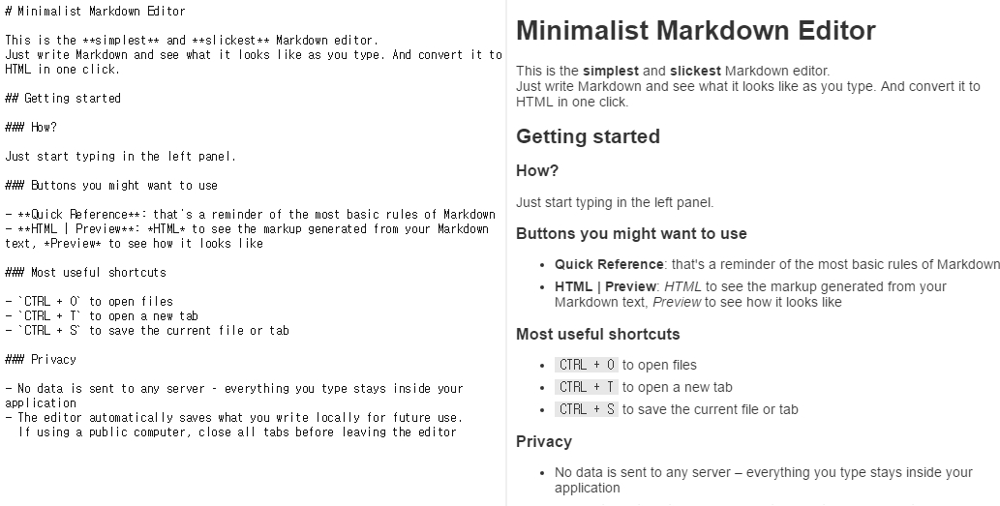 # Minimalist Markdown Editor
This is the **simplest** and **slickest** Markdown editor.
Just write Markdown and see what it looks like as you type. And convert it to
HTML in one click.
## Getting started
### How?
Just start typing in the left panel.
### Buttons you might want to use
- **Quick Reference**: that's a reminder of the most basic rules of Markdown
- **HTML | Preview**: *HTML* to see the markup generated from your Markdown
text, *Preview* to see how it looks like
### Most useful shortcuts
- `CTRL + O` to open files
- `CTRL + T` to open a new tab
- `CTRL + S` to save the current file or tab
### Privacy
- No data is sent to any server - everything you type stays inside your
application
- The editor automatically saves what you write locally for future use.
If using a public computer, close all tabs before leaving the editor
Minimalist Markdown Editor
This is the simplest and slickest Markdown editor.
Just write Markdown and see what it looks like as you type. And convert it to
HTML in one click.
Getting started
How?
Just start typing in the left panel.
Buttons you might want to use
• Quick Reference: that's a reminder of the most basic rules of Markdown
• HTML | Preview: HTML to see the markup generated from your
Markdown text, Preview to see how it looks like
Most useful shortcuts
• CTRL + O to open files
• CTRL + T to open a new tab
• CTRL + S to save the current file or tab
Privacy
• No data is sent to any server – everything you type stays inside your
application